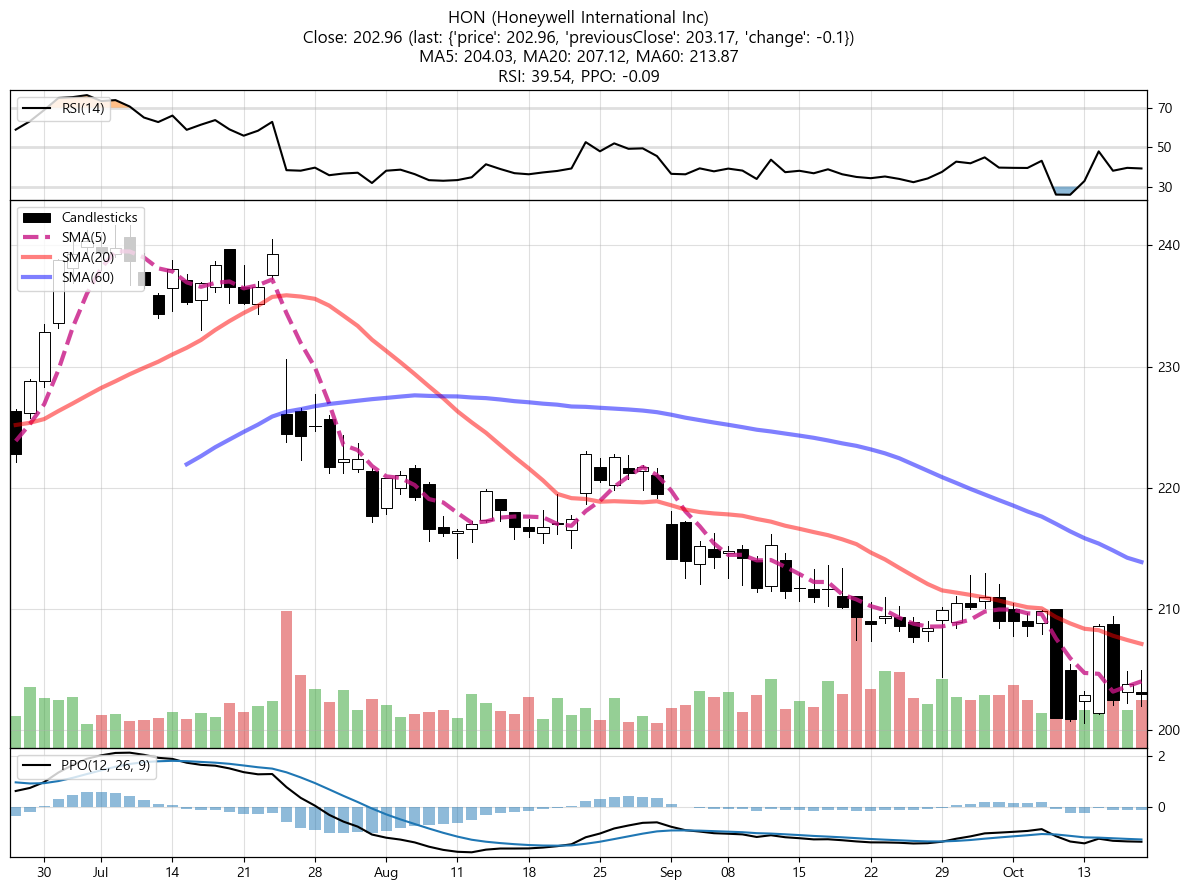 HON (Honeywell International Inc)
Close: 202.96 (last: {'price': 202.96, 'previousClose': 203.17, 'change': -0.1})
MA5: 204.03, MA20: 207.12, MA60: 213.87
RSI: 39.54, PPO: -0.09
RSI(14)
70
50
30
Candlesticks
SMA(5)
SMA(20)
SMA(60)
240
230
220
210
200
PPO(12, 26, 9)
2
0
30 Jul 14 21 28 Aug 11 18 25 Sep 08 15 22 29 Oct 13